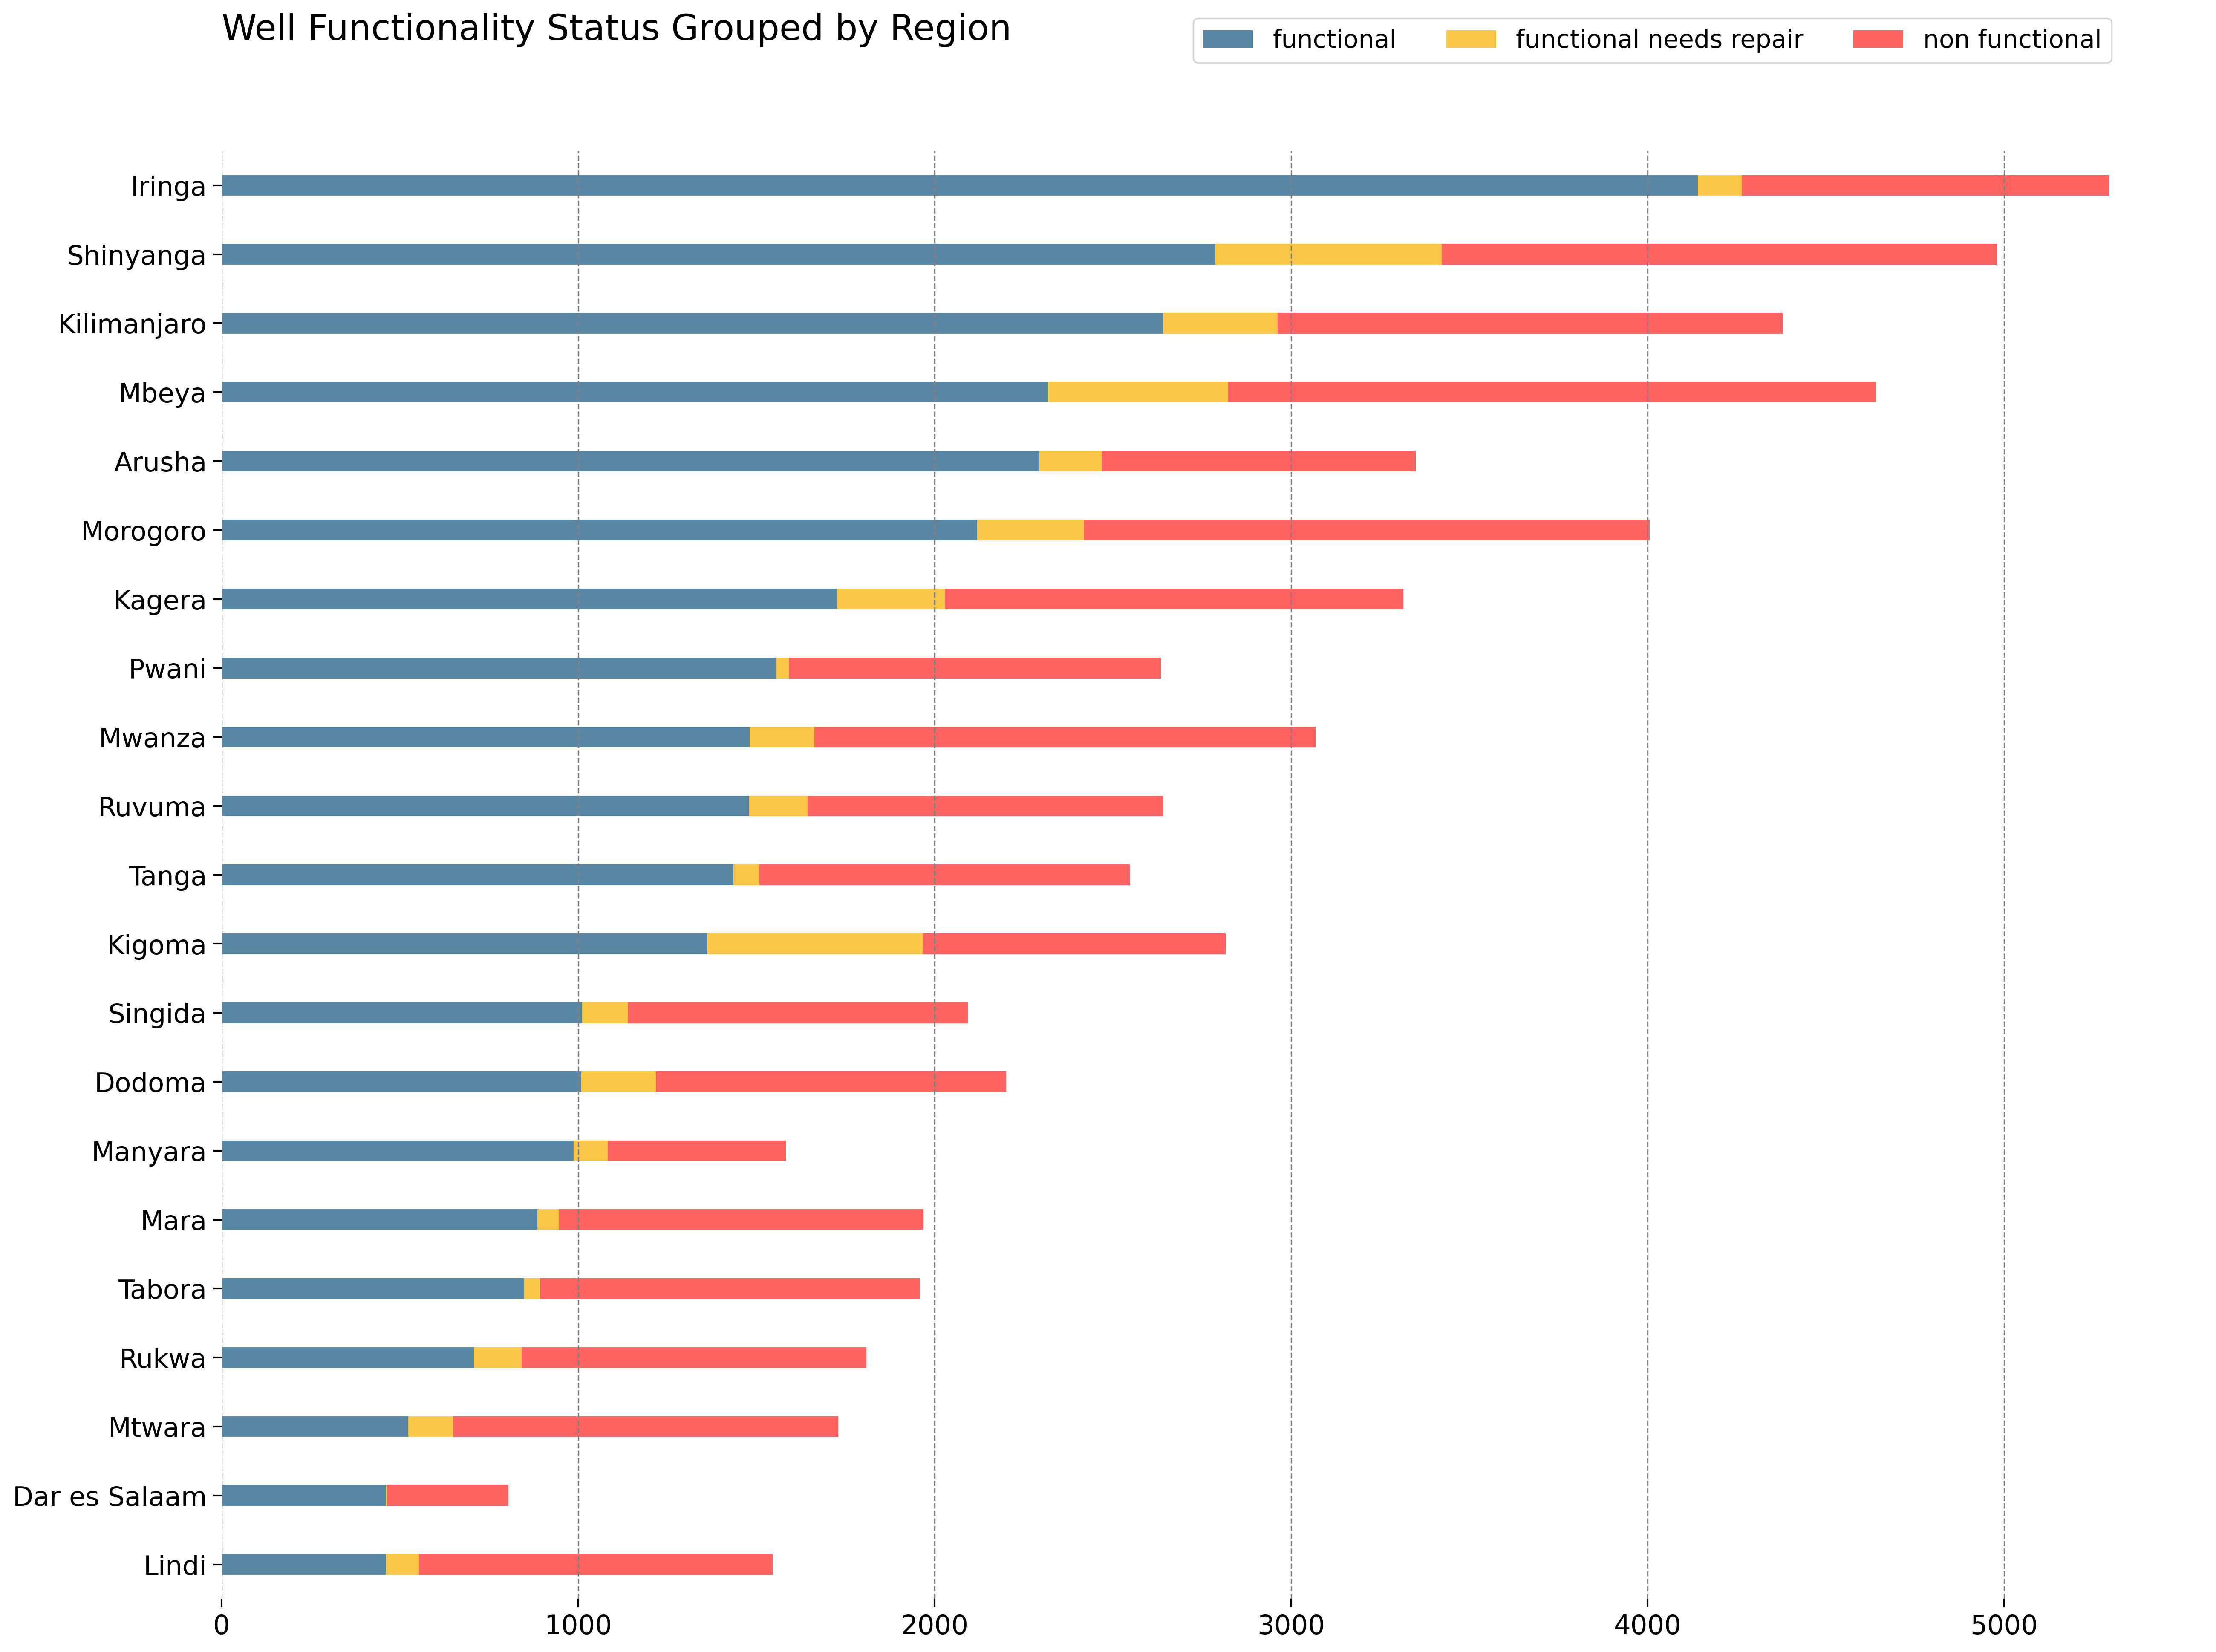 Well Functionality Status Grouped by Region
functional functional needs repair non functional
Iringa
Shinyanga
Kilimanjaro
Mbeya
Arusha
Morogoro
Kagera
Pwani
Mwanza
Ruvuma
Tanga
Kigoma
Singida
Dodoma
Manyara
Mara
Tabora
Rukwa
Mtwara
Dar es Salaam
Lindi
0 1000 2000 3000 4000 5000